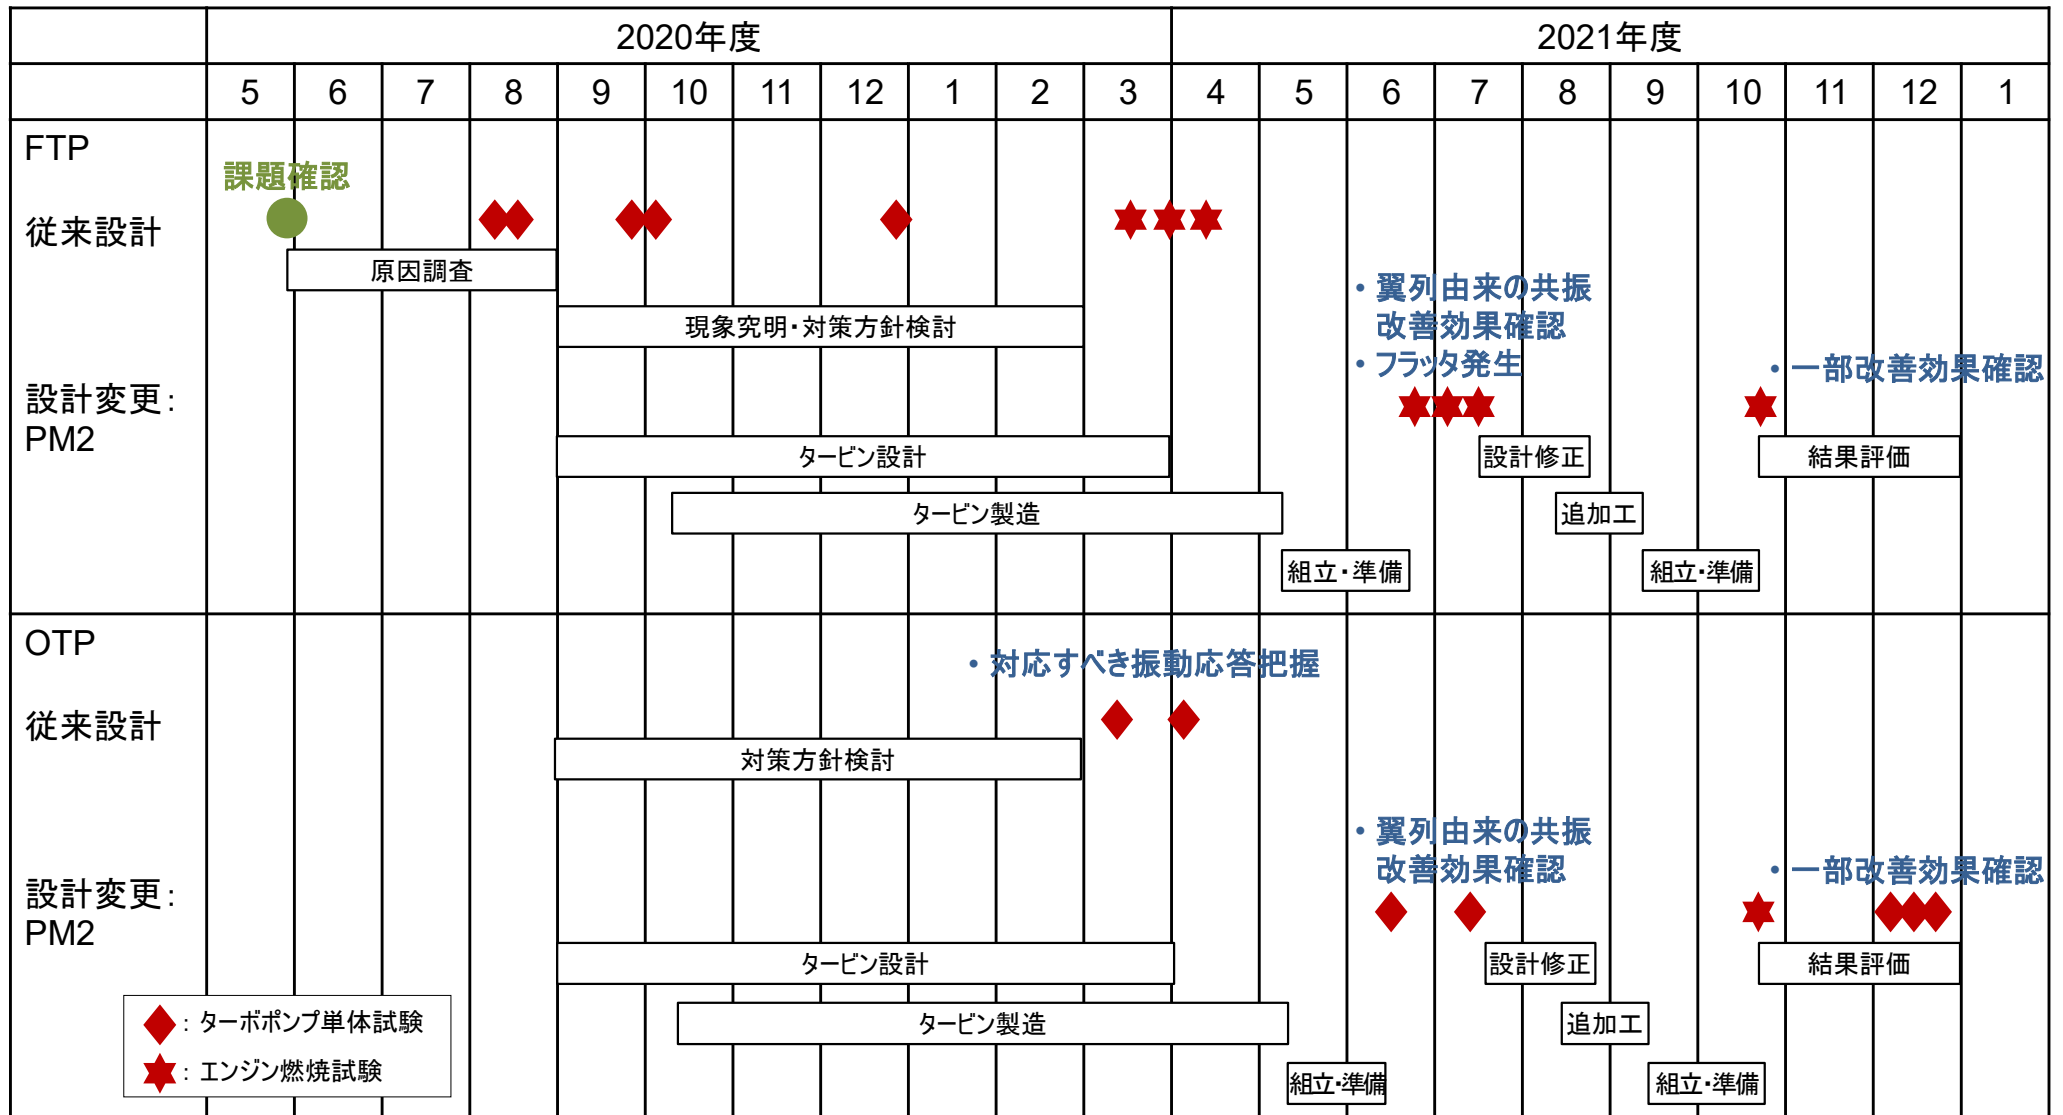 2020年度 2021年度
5 6 7 8 9 10 11 12 1 2 3 4 5 6 7 8 9 10 11 12 1
FTP
課題確認
従来設計
原因調査
・翼列由来の共振
改善効果確認
・フラッタ発生
現象究明・対策方針検討
・一部改善効果確認
設計変更：
PM2
タービン設計
設計修正
結果評価
タービン製造
追加工
組立・準備
組立・準備
OTP
・対応すべき振動応答把握
従来設計
対策方針検討
・翼列由来の共振
改善効果確認
・一部改善効果確認
設計変更：
PM2
タービン設計
設計修正
結果評価
タービン製造
追加工
組立・準備
組立・準備
：ターボポンプ単体試験
：エンジン燃焼試験